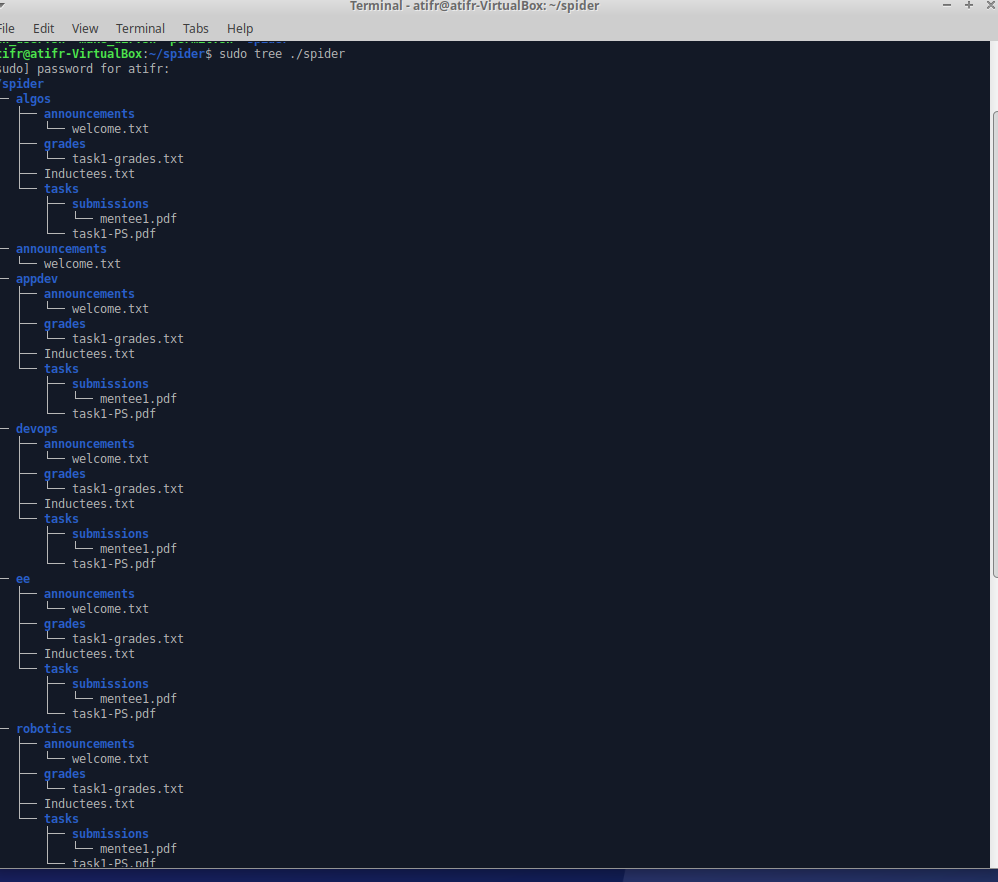 Terminal - atifr@atifr-VirtualBox: ~/spider
File Edit View Terminal Tabs Help
tifr@atifr-VirtualBox:~/spider$ sudo tree ./spider
sudo] password for atifr:
/spider
── algos
│   ├── announcements
│   │   └── welcome.txt
│   ├── grades
│   │   └── task1-grades.txt
│   ├── Inductees.txt
│   └── tasks
│       ├── submissions
│       │   └── mentee1.pdf
│       └── task1-PS.pdf
── announcements
│   └── welcome.txt
── appdev
│   ├── announcements
│   │   └── welcome.txt
│   ├── grades
│   │   └── task1-grades.txt
│   ├── Inductees.txt
│   └── tasks
│       ├── submissions
│       │   └── mentee1.pdf
│       └── task1-PS.pdf
── devops
│   ├── announcements
│   │   └── welcome.txt
│   ├── grades
│   │   └── task1-grades.txt
│   ├── Inductees.txt
│   └── tasks
│       ├── submissions
│       │   └── mentee1.pdf
│       └── task1-PS.pdf
── ee
│   ├── announcements
│   │   └── welcome.txt
│   ├── grades
│   │   └── task1-grades.txt
│   ├── Inductees.txt
│   └── tasks
│       ├── submissions
│       │   └── mentee1.pdf
│       └── task1-PS.pdf
── robotics
│   ├── announcements
│   │   └── welcome.txt
│   ├── grades
│   │   └── task1-grades.txt
│   ├── Inductees.txt
│   └── tasks
│       ├── submissions
│       │   └── mentee1.pdf
│       └── task1-PS.pdf